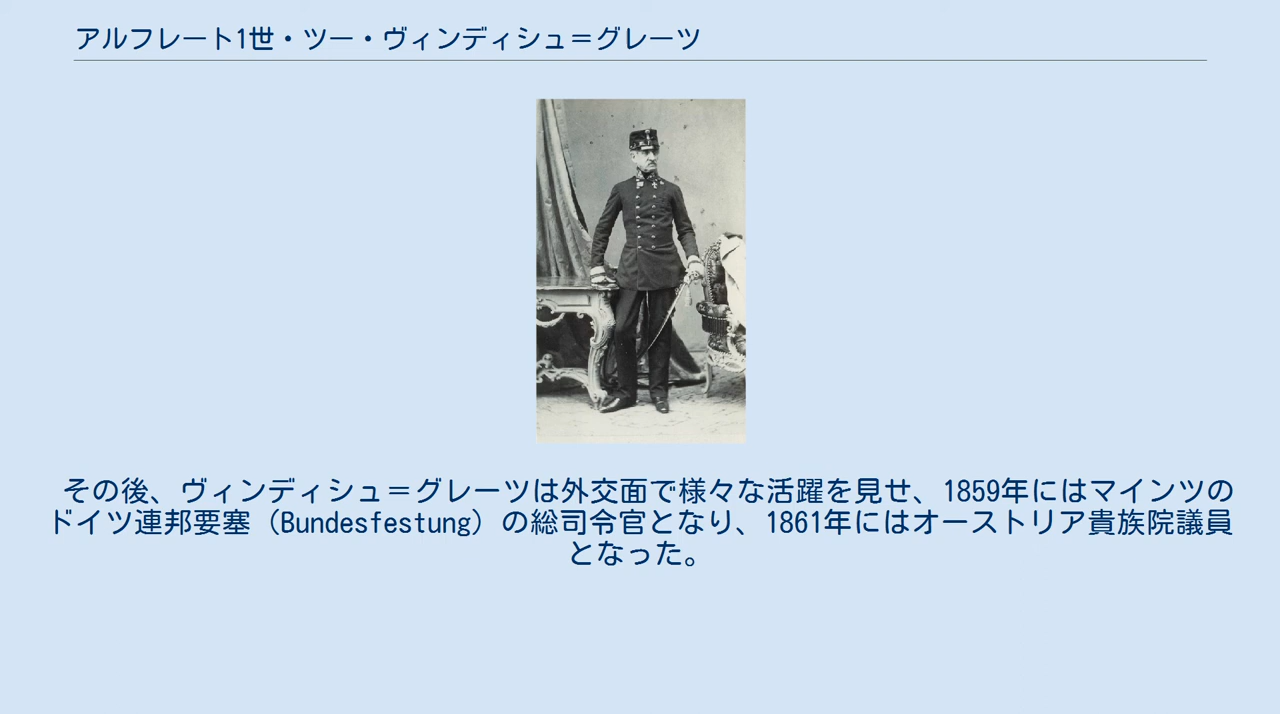 アルフレート1世・ツー・ヴィンディシュ＝グレーツ
その後、ヴィンディシュ＝グレーツは外交面で様々な活躍を見せ、1859年にはマインツの
ドイツ連邦要塞（Bundesfestung）の総司令官となり、1861年にはオーストリア貴族院議員
となった。